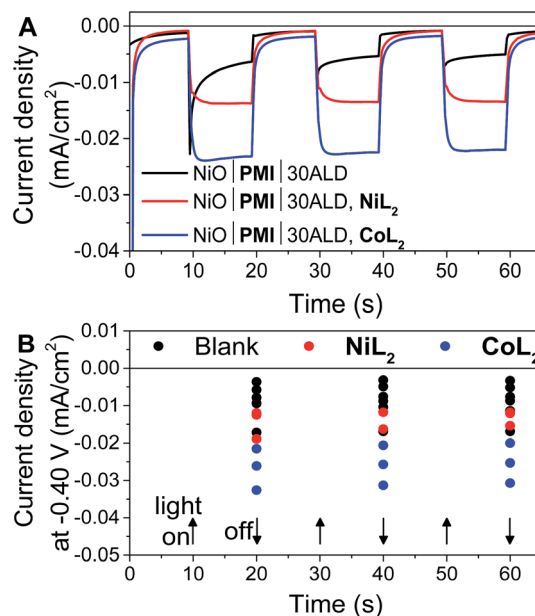 A
Current density
(mA/cm²)
0.00
-0.01
-0.02
-0.03
-0.04
NiO | PMI | 30ALD
NiO | PMI | 30ALD, NiL₂
NiO | PMI | 30ALD, CoL₂
0 10 20 30 40 50 60
Time (s)
B
Current density
at -0.40 V (mA/cm²)
0.01
0.00
-0.01
-0.02
-0.03
-0.04
-0.05
Blank NiL₂ CoL₂
light
on off
0 10 20 30 40 50 60
Time (s)